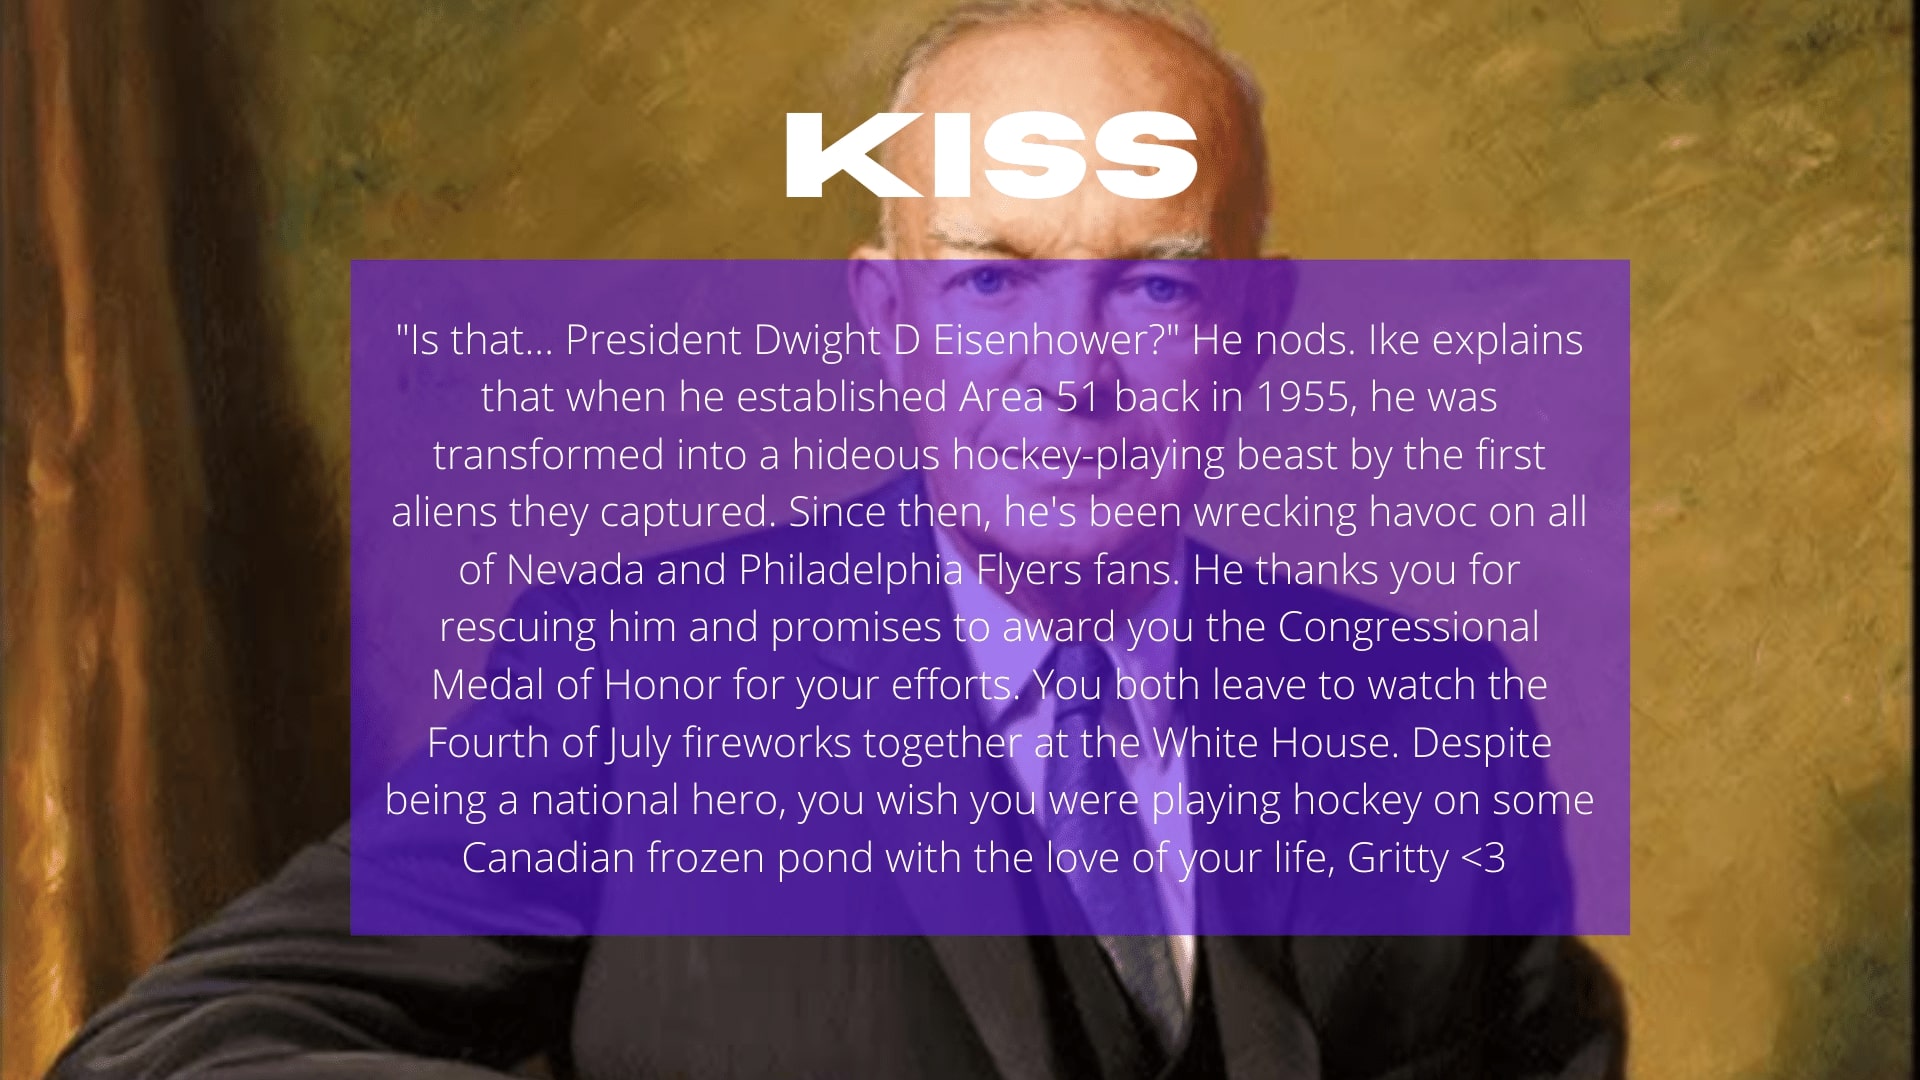 KISS
"Is that... President Dwight D Eisenhower?" He nods. Ike explains
that when he established Area 51 back in 1955, he was
transformed into a hideous hockey-playing beast by the first
aliens they captured. Since then, he's been wrecking havoc on all
of Nevada and Philadelphia Flyers fans. He thanks you for
rescuing him and promises to award you the Congressional
Medal of Honor for your efforts. You both leave to watch the
Fourth of July fireworks together at the White House. Despite
being a national hero, you wish you were playing hockey on some
Canadian frozen pond with the love of your life, Gritty <3